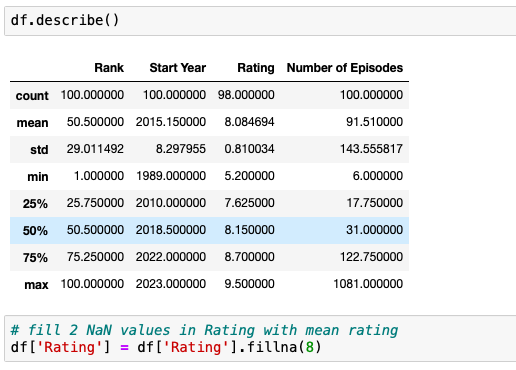 df.describe()
Rank Start Year Rating Number of Episodes
count 100.000000 100.000000 98.000000 100.000000
mean 50.500000 2015.150000 8.084694 91.510000
std 29.011492 8.297955 0.810034 143.555817
min 1.000000 1989.000000 5.200000 6.000000
25% 25.750000 2010.000000 7.625000 17.750000
50% 50.500000 2018.500000 8.150000 31.000000
75% 75.250000 2022.000000 8.700000 122.750000
max 100.000000 2023.000000 9.500000 1081.000000
# fill 2 NaN values in Rating with mean rating
df['Rating'] = df['Rating'].fillna(8)